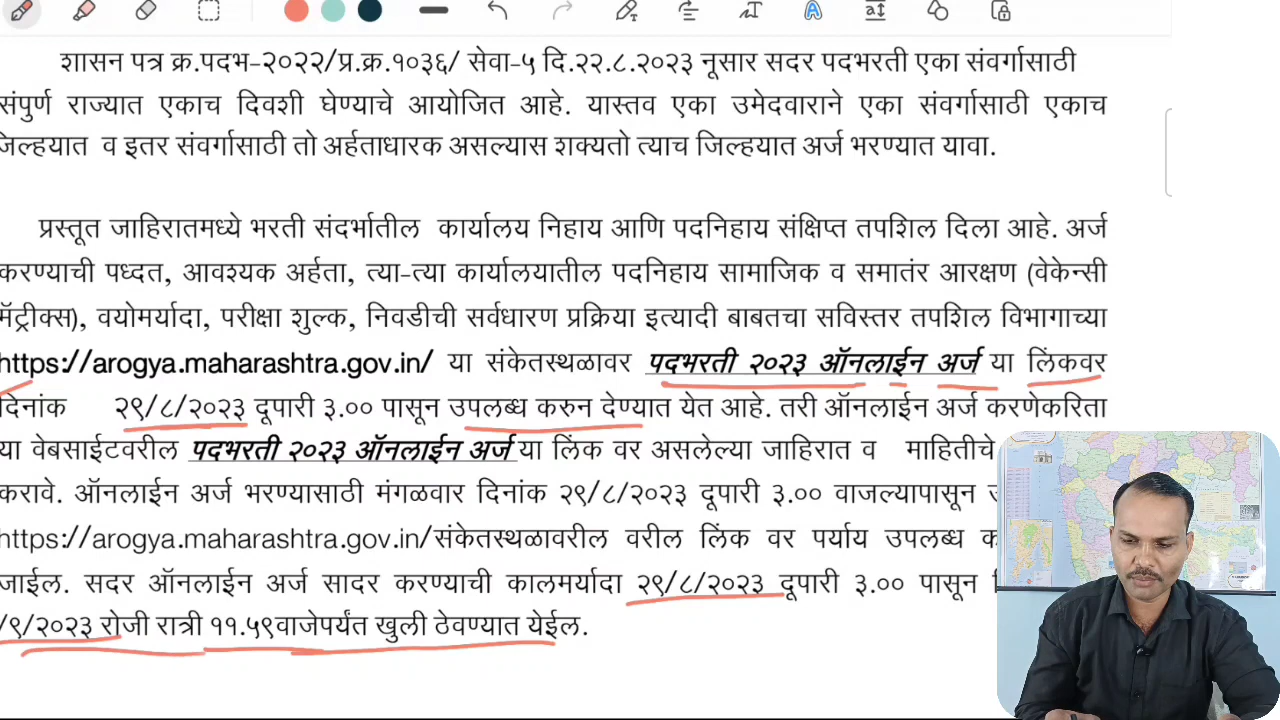 शासन पत्र क्र.पदभ-२०२२/प्र.क्र.१०३६/ सेवा-५ दि.२२.८.२०२३ नूसार सदर पदभरती एका संवर्गासाठी
संपुर्ण राज्यात एकाच दिवशी घेण्याचे आयोजित आहे. यास्तव एका उमेदवाराने एका संवर्गासाठी एकाच
जिल्हयात व इतर संवर्गासाठी तो अर्हताधारक असल्यास शक्यतो त्याच जिल्हयात अर्ज भरण्यात यावा.
प्रस्तूत जाहिरातमध्ये भरती संदर्भातील कार्यालय निहाय आणि पदनिहाय संक्षिप्त तपशिल दिला आहे. अर्ज
करण्याची पध्दत, आवश्यक अर्हता, त्या-त्या कार्यालयातील पदनिहाय सामाजिक व समातंर आरक्षण (वेकेन्सी
मॅट्रीक्स), वयोमर्यादा, परीक्षा शुल्क, निवडीची सर्वधारण प्रक्रिया इत्यादी बाबतचा सविस्तर तपशिल विभागाच्या
https://arogya.maharashtra.gov.in/ या संकेतस्थळावर पदभरती २०२३ ऑनलाईन अर्ज या लिंकवर
दिनांक २९/८/२०२३ दूपारी ३.०० पासून उपलब्ध करुन देण्यात येत आहे. तरी ऑनलाईन अर्ज करणेकरिता
या वेबसाईटवरील पदभरती २०२३ ऑनलाईन अर्ज या लिंक वर असलेल्या जाहिरात व माहितीचे
करावे. ऑनलाईन अर्ज भरण्यासाठी मंगळवार दिनांक २९/८/२०२३ दूपारी ३.०० वाजल्यापासून
https://arogya.maharashtra.gov.in/संकेतस्थळावरील वरील लिंक वर पर्याय उपलब्ध
जाईल. सदर ऑनलाईन अर्ज सादर करण्याची कालमर्यादा २९/८/२०२३ दूपारी ३.०० पासून
/९/२०२३ रोजी रात्री ११.५९वाजेपर्यंत खुली ठेवण्यात येईल.